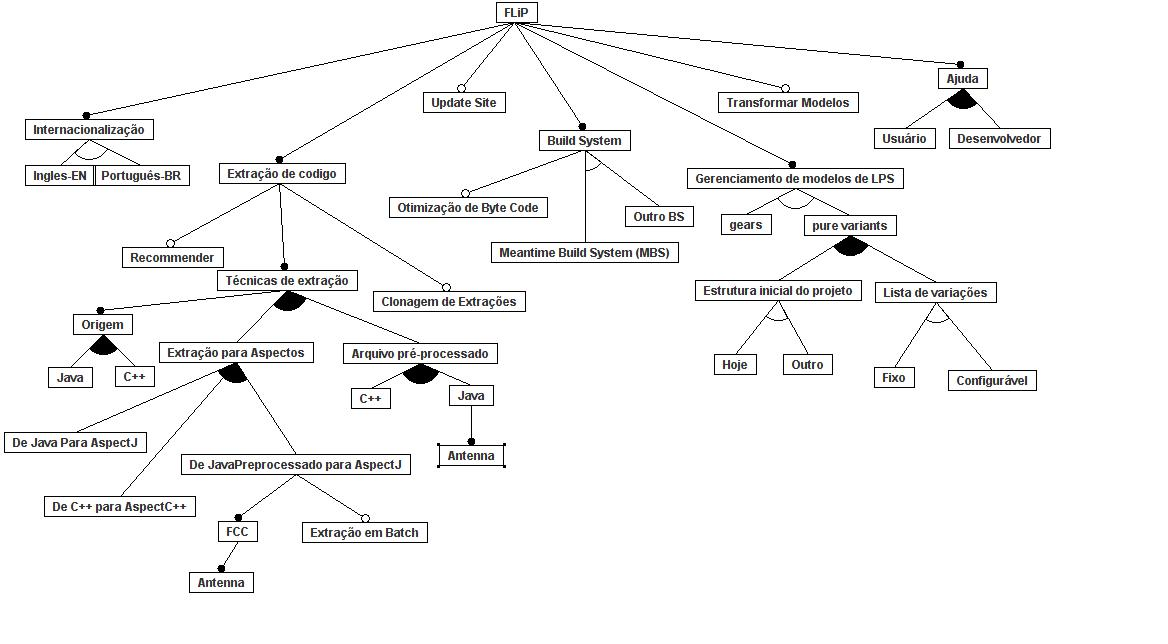 FLiP
Ajuda
Update Site
Transformar Modelos
Internacionalização
Build System
Usuário
Desenvolvedor
Ingles-EN
Português-BR
Extração de codigo
Gerenciamento de modelos de LPS
Otimização de Byte Code
Outro BS
gears
pure variants
Recommender
Meantime Build System (MBS)
Técnicas de extração
Clonagem de Extrações
Estrutura inicial do projeto
Lista de variações
Origem
Extração para Aspectos
Arquivo pré-processado
Hoje
Outro
Java
C++
Fixo
Configurável
C++
Java
De Java Para AspectJ
Antenna
De JavaPreprocessado para AspectJ
De C++ para AspectC++
FCC
Extração em Batch
Antenna